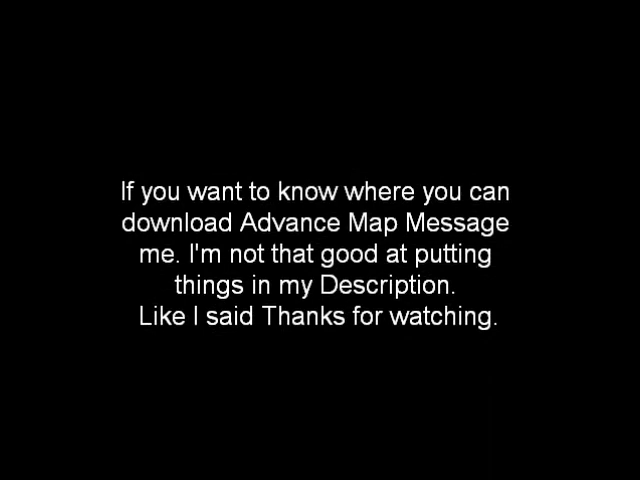 If you want to know where you can
download Advance Map Message
me. I'm not that good at putting
things in my Description.
Like I said Thanks for watching.